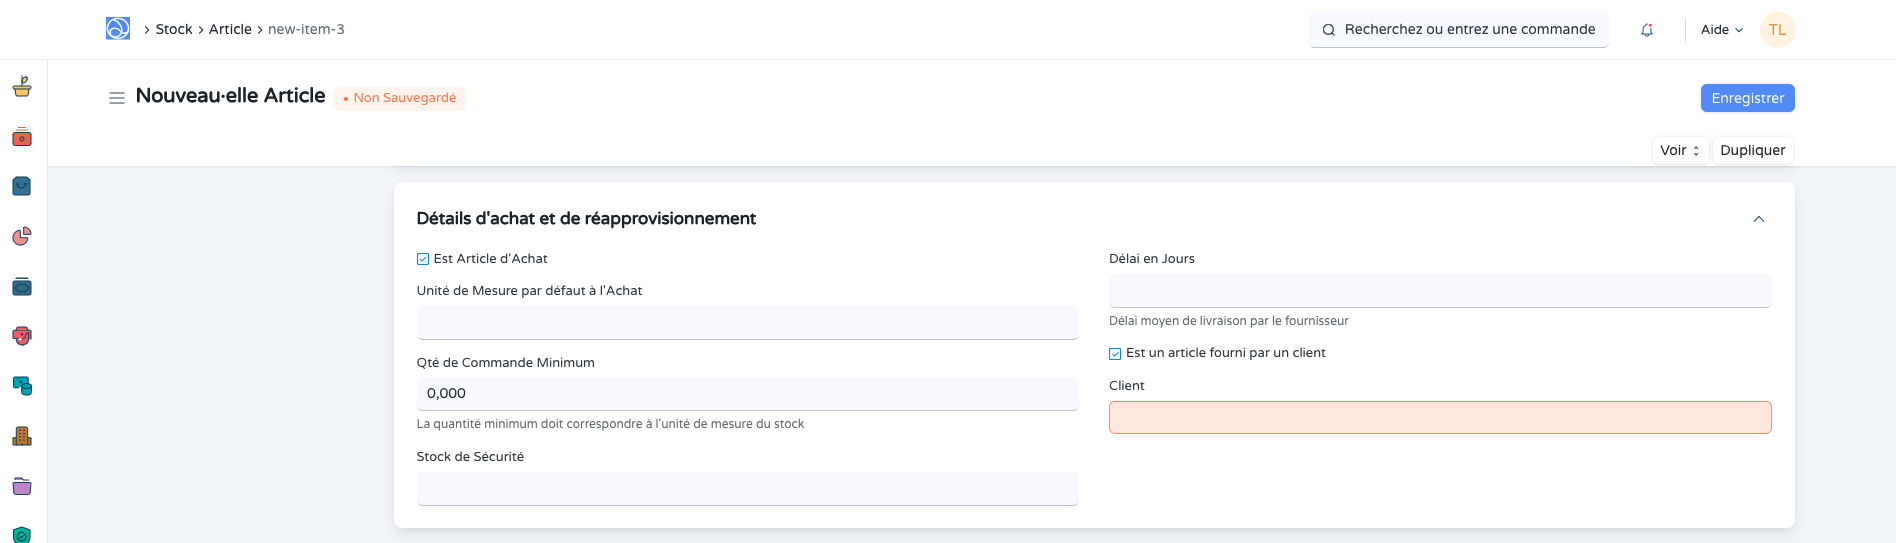 Stock > Article > new-item-3
Recherchez ou entrez une commande
Aide
TL
Nouveau·elle Article
Non Sauvegardé
Enregistrer
Voir
Dupliquer
Détails d'achat et de réapprovisionnement
Est Article d'Achat
Unité de Mesure par défaut à l'Achat
Qté de Commande Minimum
0,000
La quantité minimum doit correspondre à l'unité de mesure du stock
Stock de Sécurité
Délai en Jours
Délai moyen de livraison par le fournisseur
Est un article fourni par un client
Client